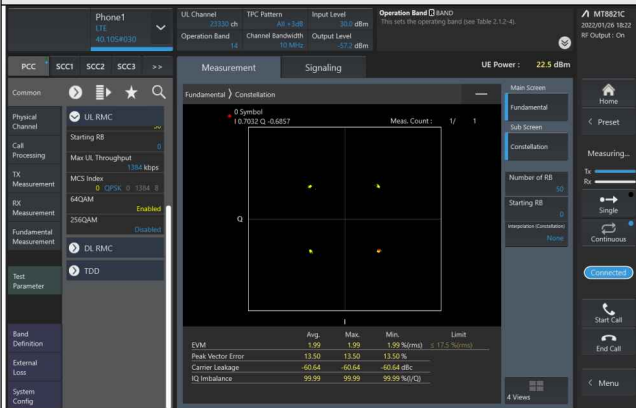 Phone1
LTE
40.105#030
UL Channel
23330 ch
TPC Pattern
All +3dB
Input Level
30.0 dBm
Operation Band
14
Channel Bandwidth
10 MHz
Output Level
-57.2 dBm
Operation Band BAND
This sets the operating band (see Table 2.1.2-4).
MT8821C
2022/01/26 18:22
RF Output : On
PCC SCC1 SCC2 SCC3 >>
Measurement
Signaling
UE Power : 22.5 dBm
Common
Physical
Channel
Call
Processing
TX
Measurement
RX
Measurement
Fundamental
Measurement
Test
Parameter
Band
Definition
External
Loss
System
Config
UL RMC
50
Starting RB
0
Max UL Throughput
1384 kbps
MCS Index
0 QPSK 0 1384 8
64QAM
Enabled
256QAM
Disabled
DL RMC
TDD
Fundamental Constellation
0 Symbol
I 0.7032 Q -0.6857
Meas. Count : 1/ 1
Q
I
Avg. Max. Min. Limit
EVM 1.99 1.99 1.99 %(rms) ≤ 17.5 %(rms)
Peak Vector Error 13.50 13.50 13.50 %
Carrier Leakage -60.64 -60.64 -60.64 dBc
IQ Imbalance 99.99 99.99 99.99 %(I/Q)
Main Screen
Fundamental
Sub Screen
Constellation
Number of RB
50
Starting RB
0
Interpolation (Constellation)
None
4 Views
Home
< Preset
Measuring...
Tx
Rx
Single
Continuous
Connected
Start Call
End Call
< Menu